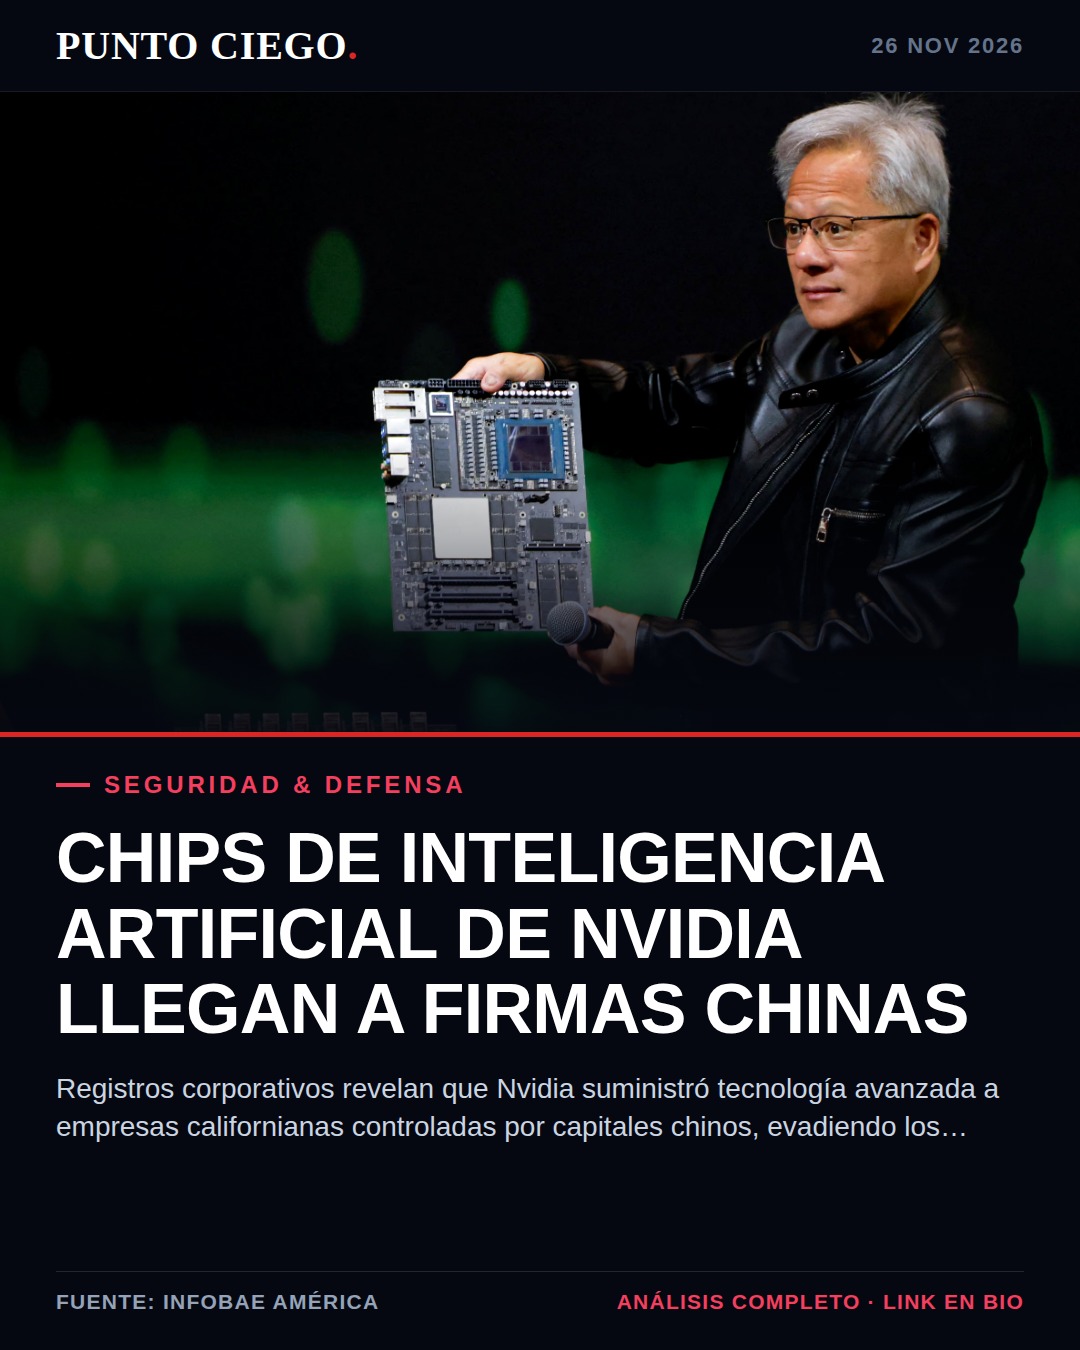 PUNTO CIEGO.
26 NOV 2026
SEGURIDAD & DEFENSA
CHIPS DE INTELIGENCIA
ARTIFICIAL DE NVIDIA
LLEGAN A FIRMAS CHINAS
Registros corporativos revelan que Nvidia suministró tecnología avanzada a
empresas californianas controladas por capitales chinos, evadiendo los…
FUENTE: INFOBAE AMÉRICA
ANÁLISIS COMPLETO · LINK EN BIO